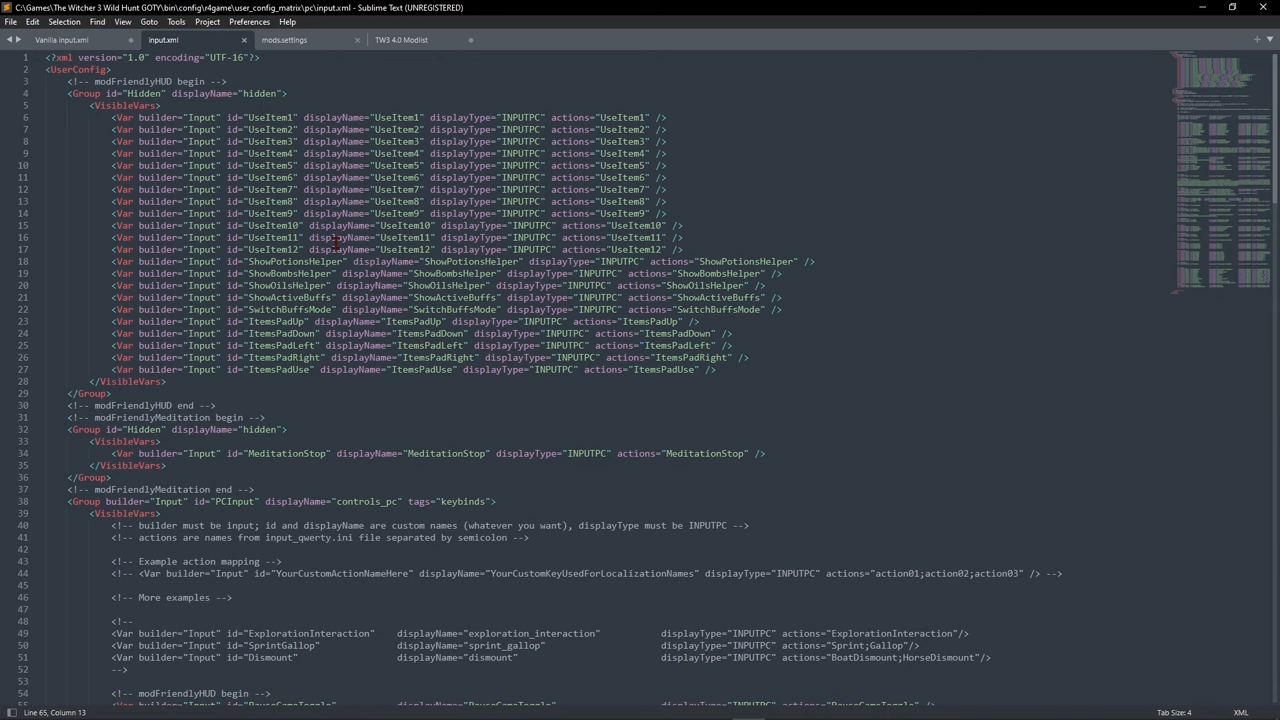 C:\Games\The Witcher 3 Wild Hunt GOTY\bin\config\r4game\user_config_matrix\pc\input.xml - Sublime Text (UNREGISTERED)
File Edit Selection Find View Goto Tools Project Preferences Help
Vanilla input.xml input.xml mods.settings TW3 4.0 Modlist
1 <?xml version="1.0" encoding="UTF-16"?>
2 <UserConfig>
3 <!-- modFriendlyHUD begin -->
4 <Group id="Hidden" displayName="hidden">
5 <VisibleVars>
6 <Var builder="Input" id="UseItem1" displayName="UseItem1" displayType="INPUTPC" actions="UseItem1" />
7 <Var builder="Input" id="UseItem2" displayName="UseItem2" displayType="INPUTPC" actions="UseItem2" />
8 <Var builder="Input" id="UseItem3" displayName="UseItem3" displayType="INPUTPC" actions="UseItem3" />
9 <Var builder="Input" id="UseItem4" displayName="UseItem4" displayType="INPUTPC" actions="UseItem4" />
10 <Var builder="Input" id="UseItem5" displayName="UseItem5" displayType="INPUTPC" actions="UseItem5" />
11 <Var builder="Input" id="UseItem6" displayName="UseItem6" displayType="INPUTPC" actions="UseItem6" />
12 <Var builder="Input" id="UseItem7" displayName="UseItem7" displayType="INPUTPC" actions="UseItem7" />
13 <Var builder="Input" id="UseItem8" displayName="UseItem8" displayType="INPUTPC" actions="UseItem8" />
14 <Var builder="Input" id="UseItem9" displayName="UseItem9" displayType="INPUTPC" actions="UseItem9" />
15 <Var builder="Input" id="UseItem10" displayName="UseItem10" displayType="INPUTPC" actions="UseItem10" />
16 <Var builder="Input" id="UseItem11" displayName="UseItem11" displayType="INPUTPC" actions="UseItem11" />
17 <Var builder="Input" id="UseItem12" displayName="UseItem12" displayType="INPUTPC" actions="UseItem12" />
18 <Var builder="Input" id="ShowPotionsHelper" displayName="ShowPotionsHelper" displayType="INPUTPC" actions="ShowPotionsHelper" />
19 <Var builder="Input" id="ShowBombsHelper" displayName="ShowBombsHelper" displayType="INPUTPC" actions="ShowBombsHelper" />
20 <Var builder="Input" id="ShowOilsHelper" displayName="ShowOilsHelper" displayType="INPUTPC" actions="ShowOilsHelper" />
21 <Var builder="Input" id="ShowActiveBuffs" displayName="ShowActiveBuffs" displayType="INPUTPC" actions="ShowActiveBuffs" />
22 <Var builder="Input" id="SwitchBuffsMode" displayName="SwitchBuffsMode" displayType="INPUTPC" actions="SwitchBuffsMode" />
23 <Var builder="Input" id="ItemsPadUp" displayName="ItemsPadUp" displayType="INPUTPC" actions="ItemsPadUp" />
24 <Var builder="Input" id="ItemsPadDown" displayName="ItemsPadDown" displayType="INPUTPC" actions="ItemsPadDown" />
25 <Var builder="Input" id="ItemsPadLeft" displayName="ItemsPadLeft" displayType="INPUTPC" actions="ItemsPadLeft" />
26 <Var builder="Input" id="ItemsPadRight" displayName="ItemsPadRight" displayType="INPUTPC" actions="ItemsPadRight" />
27 <Var builder="Input" id="ItemsPadUse" displayName="ItemsPadUse" displayType="INPUTPC" actions="ItemsPadUse" />
28 </VisibleVars>
29 </Group>
30 <!-- modFriendlyHUD end -->
31 <!-- modFriendlyMeditation begin -->
32 <Group id="Hidden" displayName="hidden">
33 <VisibleVars>
34 <Var builder="Input" id="MeditationStop" displayName="MeditationStop" displayType="INPUTPC" actions="MeditationStop" />
35 </VisibleVars>
36 </Group>
37 <!-- modFriendlyMeditation end -->
38 <Group builder="Input" id="PCInput" displayName="controls_pc" tags="keybinds">
39 <VisibleVars>
40 <!-- builder must be input; id and displayName are custom names (whatever you want), displayType must be INPUTPC -->
41 <!-- actions are names from input_qwerty.ini file separated by semicolon -->
42
43 <!-- Example action mapping -->
44 <!-- <Var builder="Input" id="YourCustomActionNameHere" displayName="YourCustomKeyUsedForLocalizationNames" displayType="INPUTPC" actions="action01;action02;action03" /> -->
45
46 <!-- More examples -->
47
48 <!--
49 <Var builder="Input" id="ExplorationInteraction" displayName="exploration_interaction" displayType="INPUTPC" actions="ExplorationInteraction"/>
50 <Var builder="Input" id="SprintGallop" displayName="sprint_gallop" displayType="INPUTPC" actions="Sprint;Gallop"/>
51 <Var builder="Input" id="Dismount" displayName="dismount" displayType="INPUTPC" actions="BoatDismount;HorseDismount"/>
52 -->
53
54 <!-- modFriendlyHUD begin -->
55 <Var builder="Input" id="PauseGameToggle" displayName="PauseGameToggle" displayType="INPUTPC" actions="PauseGameToggle" />
Line 65, Column 13 Tab Size: 4 XML